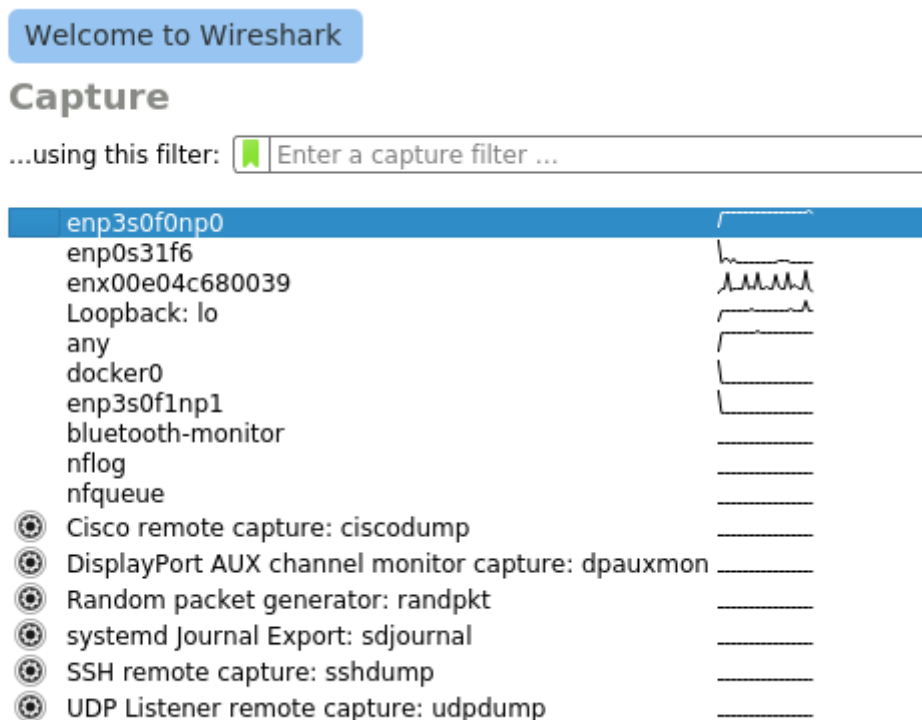 Welcome to Wireshark
Capture
...using this filter: Enter a capture filter ...
enp3s0f0np0
enp0s31f6
enx00e04c680039
Loopback: lo
any
docker0
enp3s0f1np1
bluetooth-monitor
nflog
nfqueue
Cisco remote capture: ciscodump
DisplayPort AUX channel monitor capture: dpauxmon
Random packet generator: randpkt
systemd Journal Export: sdjournal
SSH remote capture: sshdump
UDP Listener remote capture: udpdump